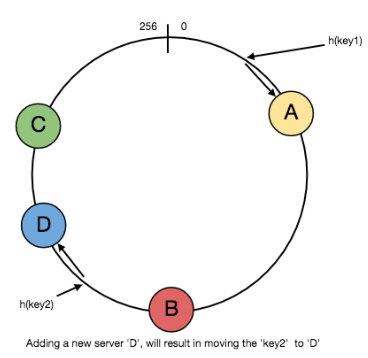 256 0
h(key1)
A
C
D
h(key2)
B
Adding a new server 'D', will result in moving the 'key2' to 'D'